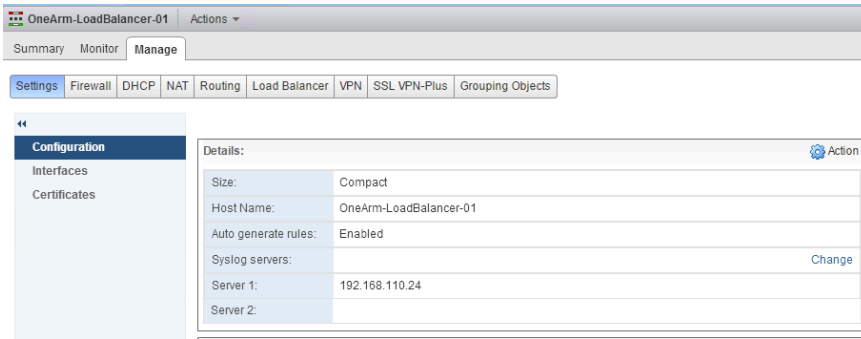 OneArm-LoadBalancer-01 Actions
Summary Monitor Manage
Settings Firewall DHCP NAT Routing Load Balancer VPN SSL VPN-Plus Grouping Objects
Configuration
Interfaces
Certificates
Details: Action
Size: Compact
Host Name: OneArm-LoadBalancer-01
Auto generate rules: Enabled
Syslog servers: Change
Server 1: 192.168.110.24
Server 2: